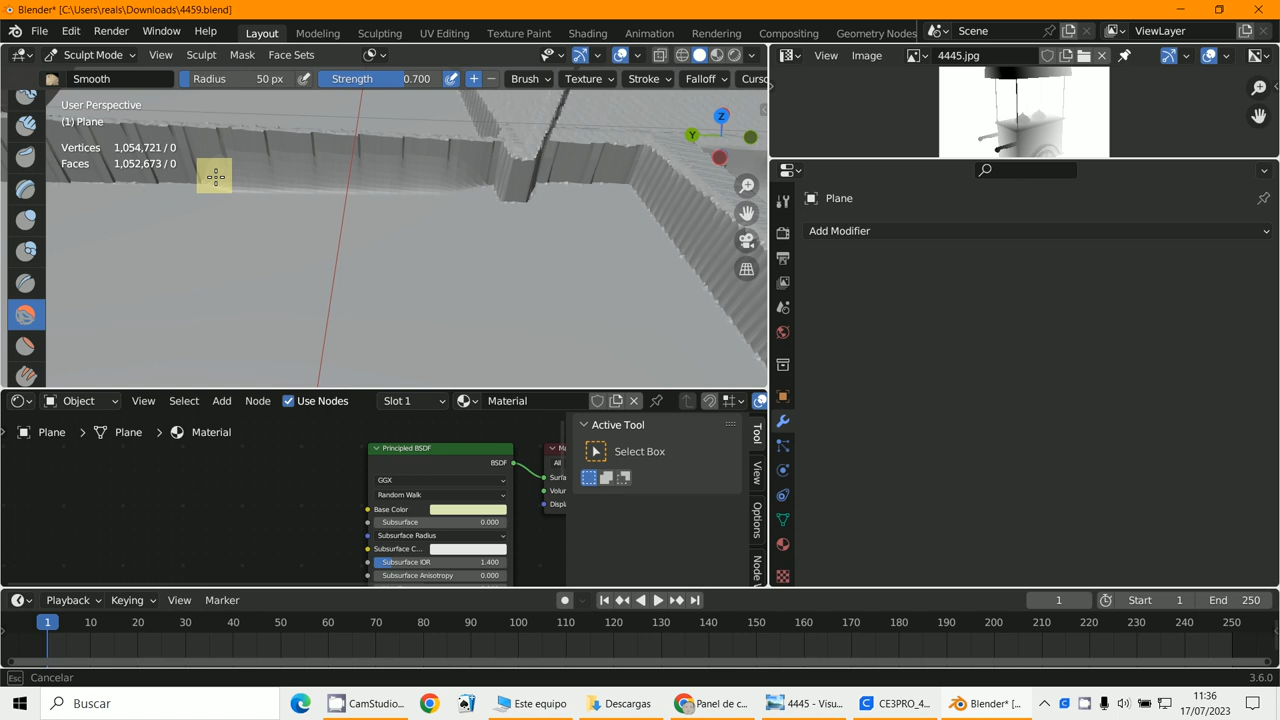 Blender* [C:\Users\reals\Downloads\4459.blend]
File Edit Render Window Help Layout Modeling Sculpting UV Editing Texture Paint Shading Animation Rendering Compositing Geometry Nodes Scene ViewLayer
Sculpt Mode View Sculpt Mask Face Sets
View Image 4445.jpg
Smooth Radius 50 px Strength 0.700 Brush Texture Stroke Falloff Curso
User Perspective
(1) Plane
Vertices 1,054,721 / 0
Faces 1,052,673 / 0
Z
Y
Plane
Add Modifier
Object View Select Add Node Use Nodes Slot 1 Material
Plane Plane Material
Active Tool
Select Box
Tool
View
Options
Node W
Principled BSDF
BSDF
GGX
Random Walk
Base Color
Subsurface 0.000
Subsurface Radius
Subsurface C...
Subsurface IOR 1.400
Subsurface Anisotropy 0.000
Ma
All
Surfa
Volur
Displ
Playback Keying View Marker 1 Start 1 End 250
1 10 20 30 40 50 60 70 80 90 100 110 120 130 140 150 160 170 180 190 200 210 220 230 240 250
Esc Cancelar 3.6.0
Buscar CamStudio... Este equipo Descargas Panel de c... 4445 - Visu... CE3PRO_4... Blender* [...
11:36
17/07/2023